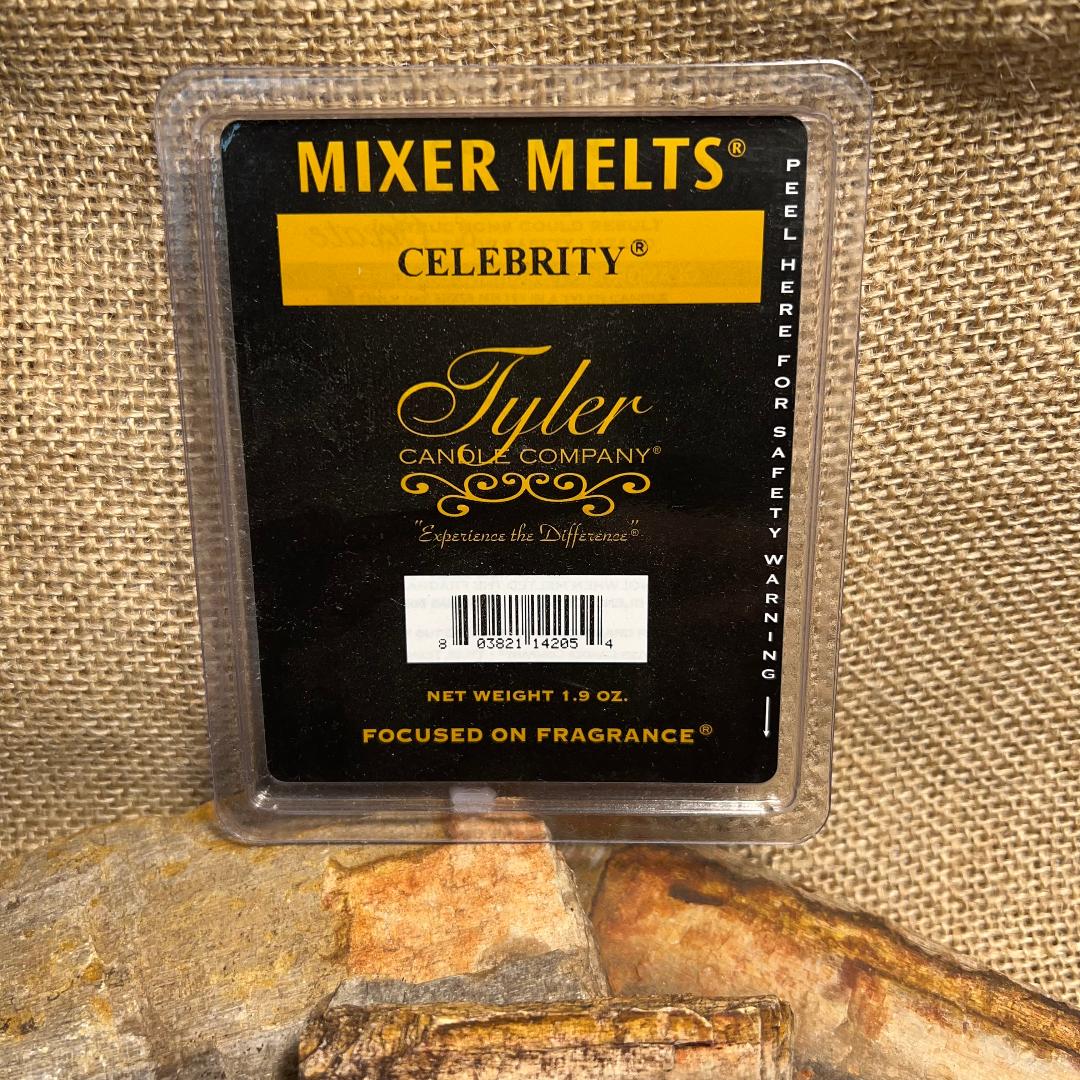 MIXER MELTS®
CELEBRITY®
Tyler
CANDLE COMPANY®
"Experience the Difference"®
8 03821 14205 4
NET WEIGHT 1.9 OZ.
FOCUSED ON FRAGRANCE®
PEEL HERE FOR SAFETY WARNING